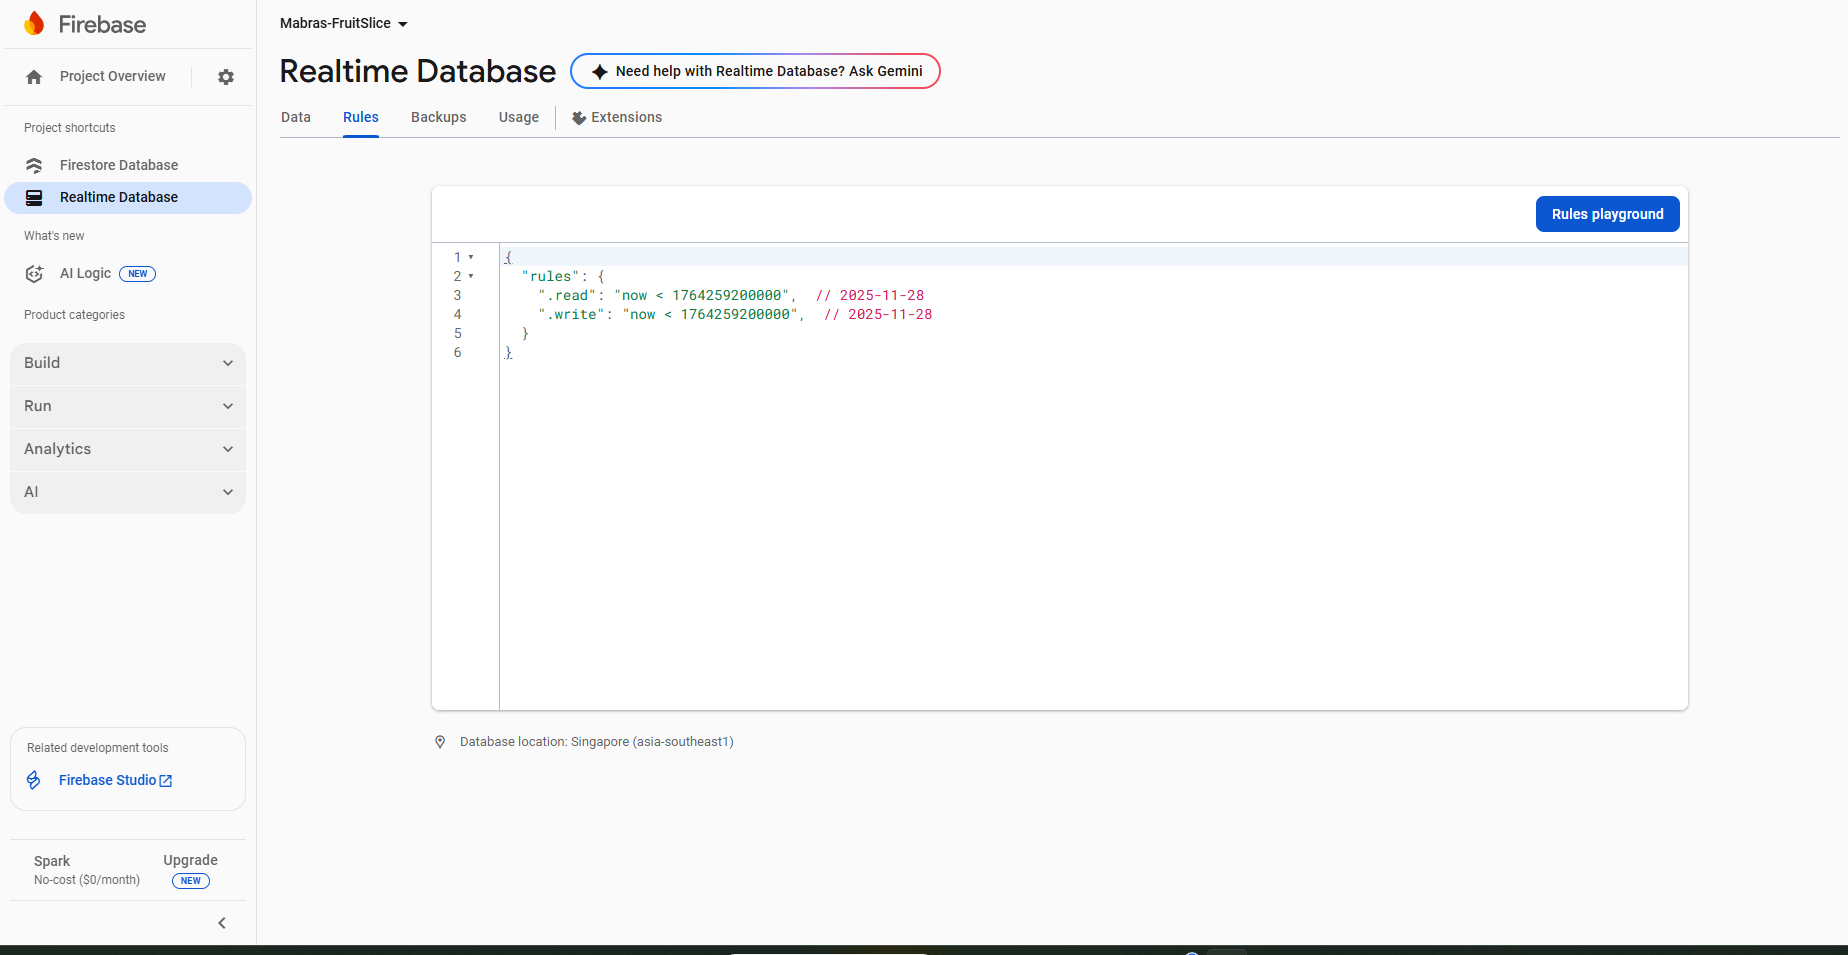 Firebase
Project Overview
Project shortcuts
Firestore Database
Realtime Database
What's new
AI Logic NEW
Product categories
Build
Run
Analytics
AI
Related development tools
Firebase Studio
Spark
No-cost ($0/month)
Upgrade
NEW
Mabras-FruitSlice
Realtime Database
Need help with Realtime Database? Ask Gemini
Data Rules Backups Usage Extensions
Rules playground
1 {
2 "rules": {
3 ".read": "now < 1764259200000", // 2025-11-28
4 ".write": "now < 1764259200000", // 2025-11-28
5 }
6 }
Database location: Singapore (asia-southeast1)